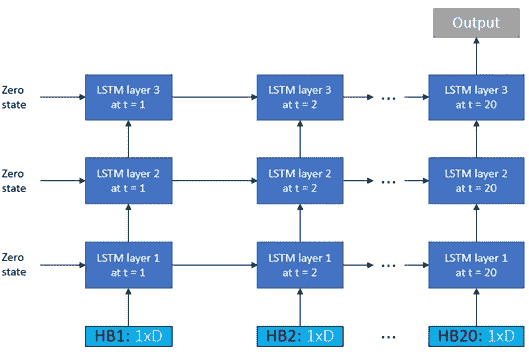 Output
Zero
state
LSTM layer 3
at t = 1
LSTM layer 3
at t = 2
...
LSTM layer 3
at t = 20
Zero
state
LSTM layer 2
at t = 1
LSTM layer 2
at t = 2
...
LSTM layer 2
at t = 20
Zero
state
LSTM layer 1
at t = 1
LSTM layer 1
at t = 2
...
LSTM layer 1
at t = 20
HB1: 1xD
HB2: 1xD
...
HB20: 1xD